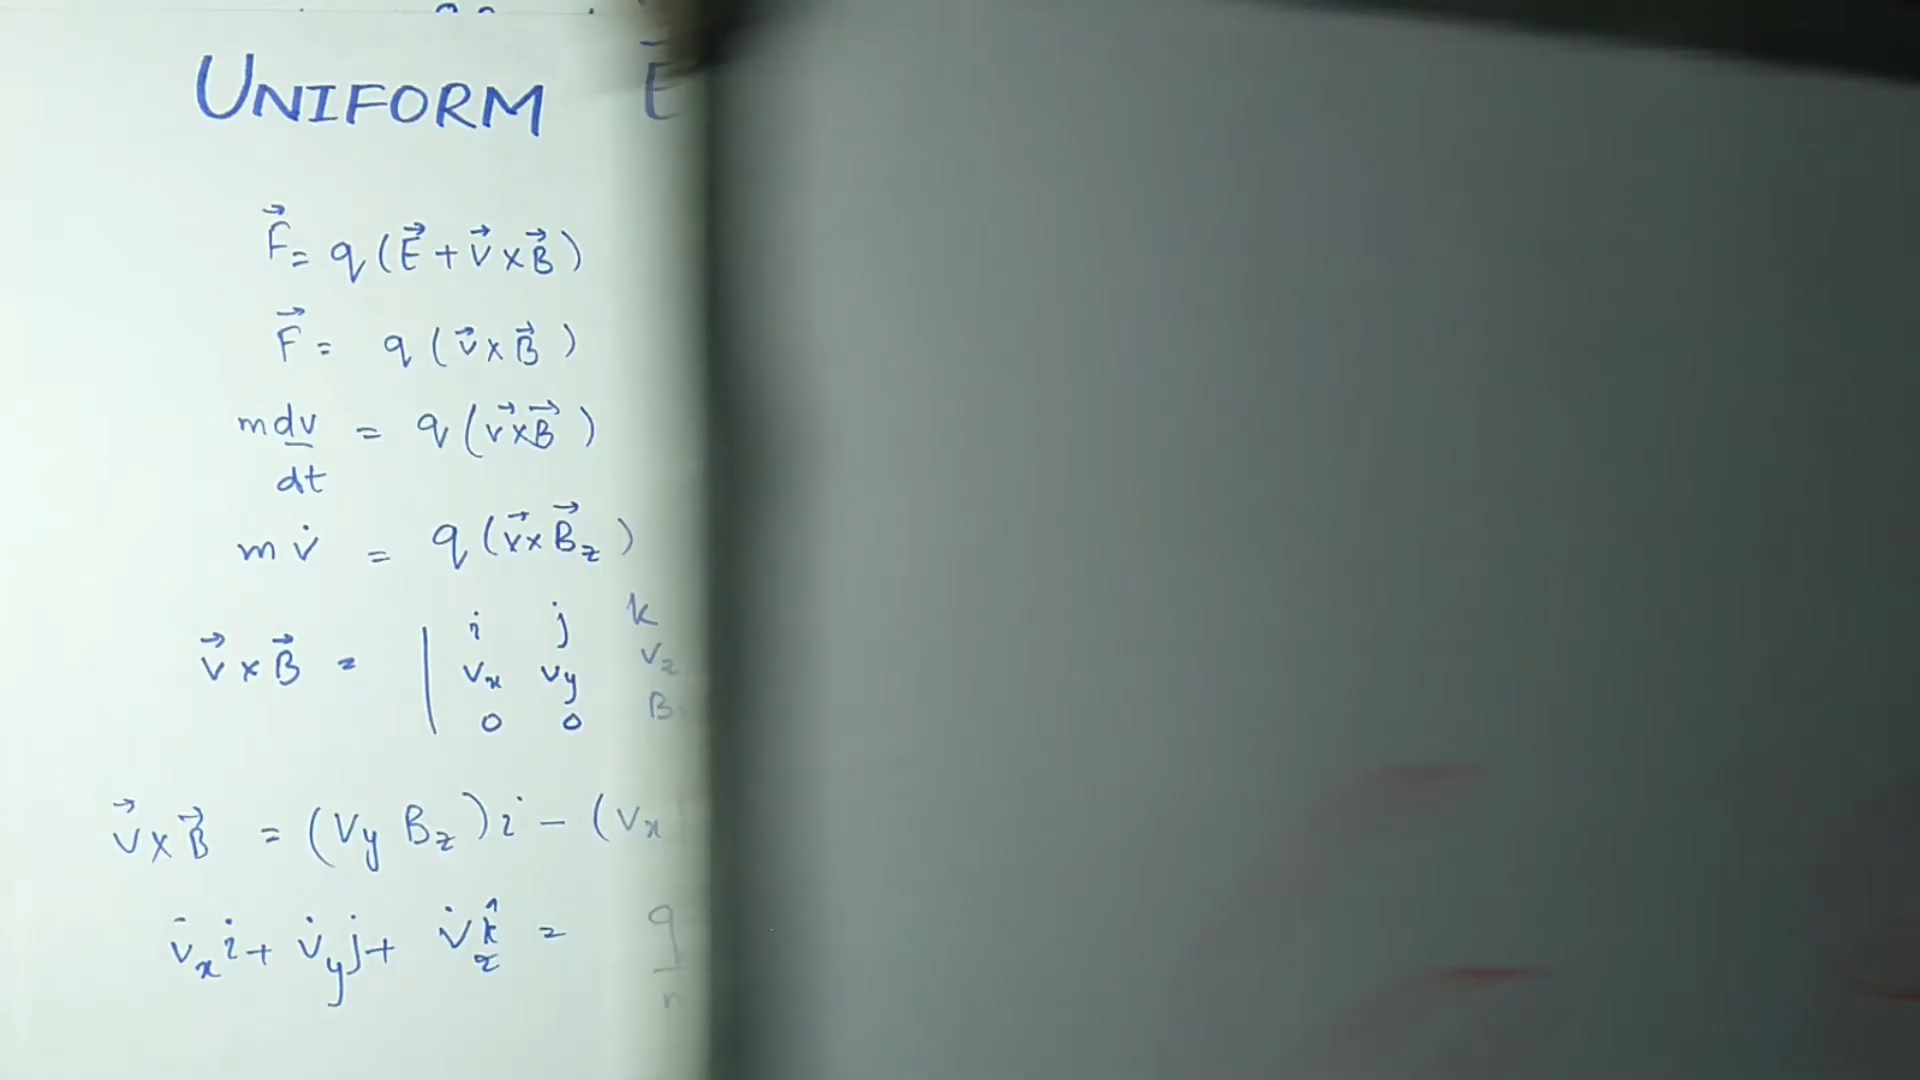 UNIFORM E
F⃗ = q (E⃗ + v⃗ × B⃗)
F⃗ = q (v⃗ × B⃗)
m dv/dt = q (v⃗ × B⃗)
m v̇ = q (v⃗ × B⃗z)
i j k
v⃗ × B⃗ = | vx vy vz
0 0 B
v⃗ × B⃗ = (Vy Bz) i − (Vx
v̇x i + v̇y j + v̇z k̂ = q